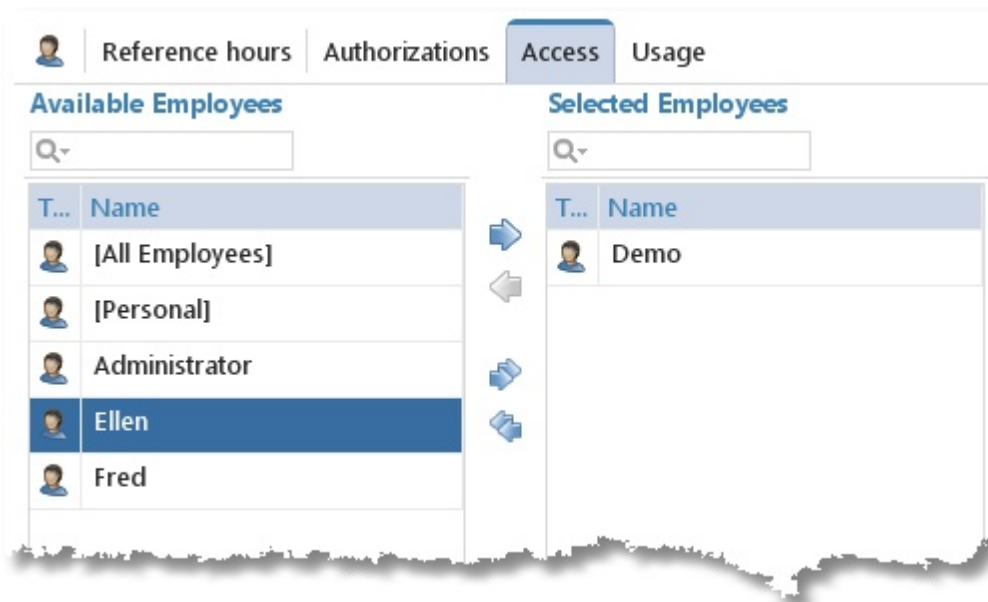 Reference hours Authorizations Access Usage
Available Employees
T... Name
[All Employees]
[Personal]
Administrator
Ellen
Fred
Selected Employees
T... Name
Demo